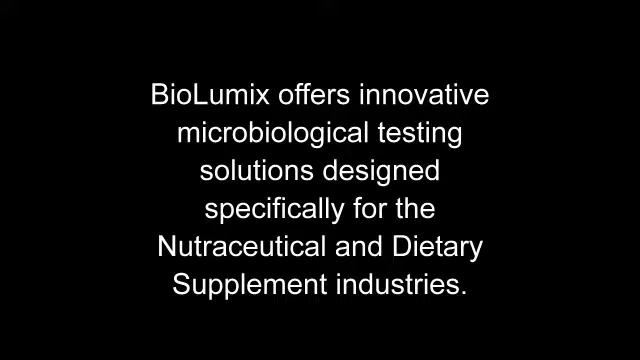 BioLumix offers innovative
microbiological testing
solutions designed
specifically for the
Nutraceutical and Dietary
Supplement industries.